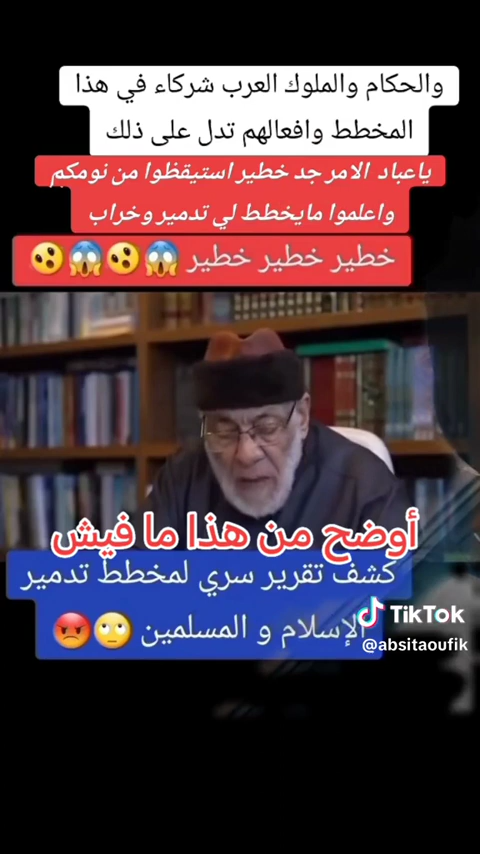 والحكام والملوك العرب شركاء في هذا
المخطط وافعالهم تدل على ذلك
ياعباد الامر جد خطير استيقظوا من نومكم
واعلموا مايخطط لي تدمير وخراب
خطير خطير خطير 😱😮😱😮
أوضح من هذا ما فيش
كشف تقرير سري لمخطط تدمير
الإسلام و المسلمين 🙄😡
TikTok
@absitaoufik